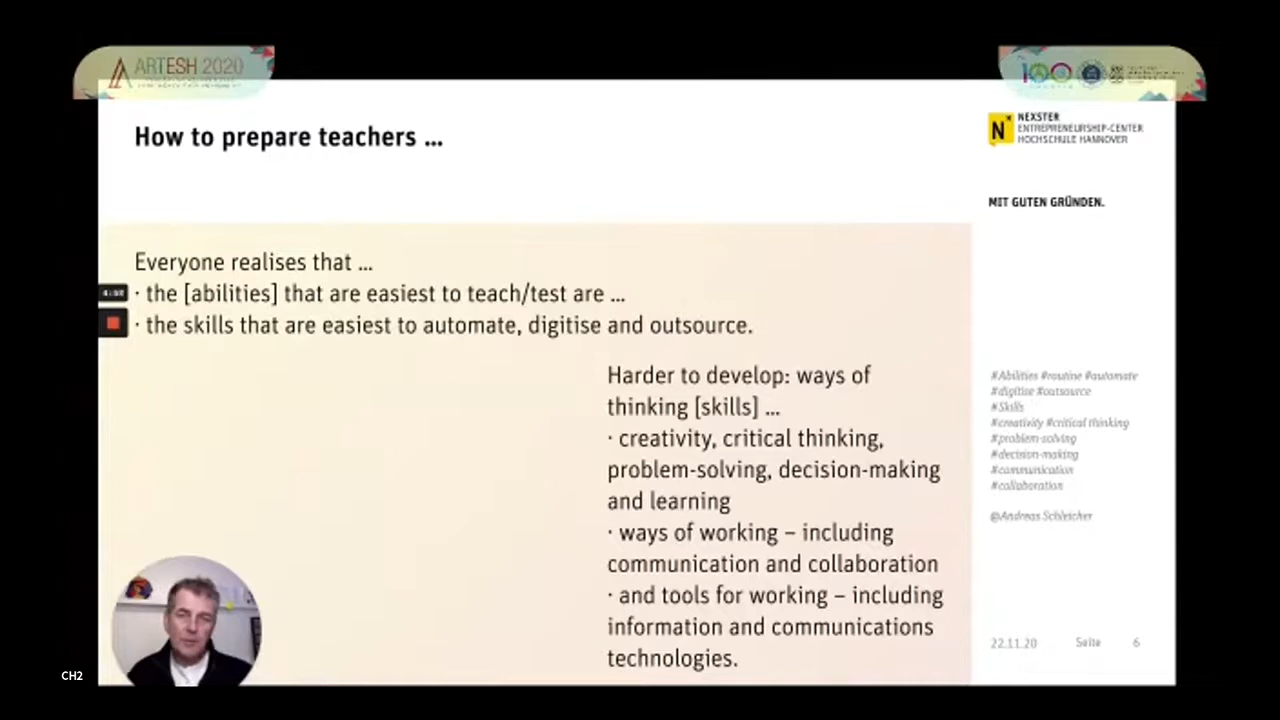 ARTESH 2020
100
NEXSTER
ENTREPRENEURSHIP-CENTER
HOCHSCHULE HANNOVER
How to prepare teachers ...
MIT GUTEN GRÜNDEN.
Everyone realises that ...
· the [abilities] that are easiest to teach/test are ...
· the skills that are easiest to automate, digitise and outsource.
Harder to develop: ways of
thinking [skills] ...
· creativity, critical thinking,
problem-solving, decision-making
and learning
· ways of working – including
communication and collaboration
· and tools for working – including
information and communications
technologies.
#Abilities #routine #automate
#digitise #outsource
#Skills
#creativity #critical thinking
#problem-solving
#decision-making
#communication
#collaboration
@Andreas Schleicher
22.11.20 Seite 6
CH2